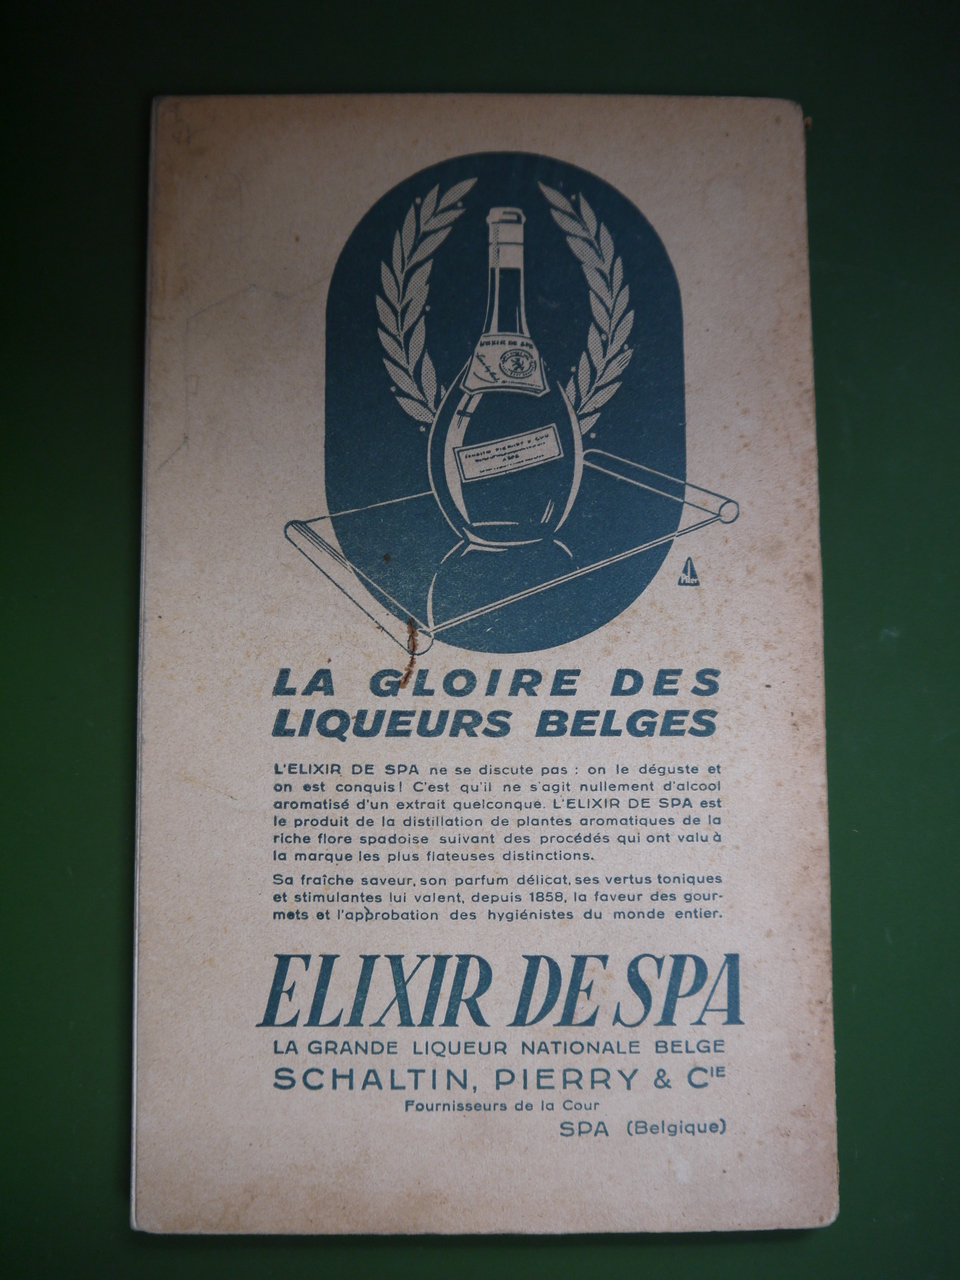 ELIXIR DE SPA
LA GLOIRE DES
LIQUEURS BELGES
L'ELIXIR DE SPA ne se discute pas : on le déguste et
on est conquis ! C'est qu'il ne s'agit nullement d'alcool
aromatisé d'un extrait quelconque. L'ELIXIR DE SPA est
le produit de la distillation de plantes aromatiques de la
riche flore spadoise suivant des procédés qui ont valu à
la marque les plus flateuses distinctions.
Sa fraîche saveur, son parfum délicat, ses vertus toniques
et stimulantes lui valent, depuis 1858, la faveur des gour-
mets et l'approbation des hygiénistes du monde entier.
ELIXIR DE SPA
LA GRANDE LIQUEUR NATIONALE BELGE
SCHALTIN, PIERRY & CIE
Fournisseurs de la Cour
SPA (Belgique)